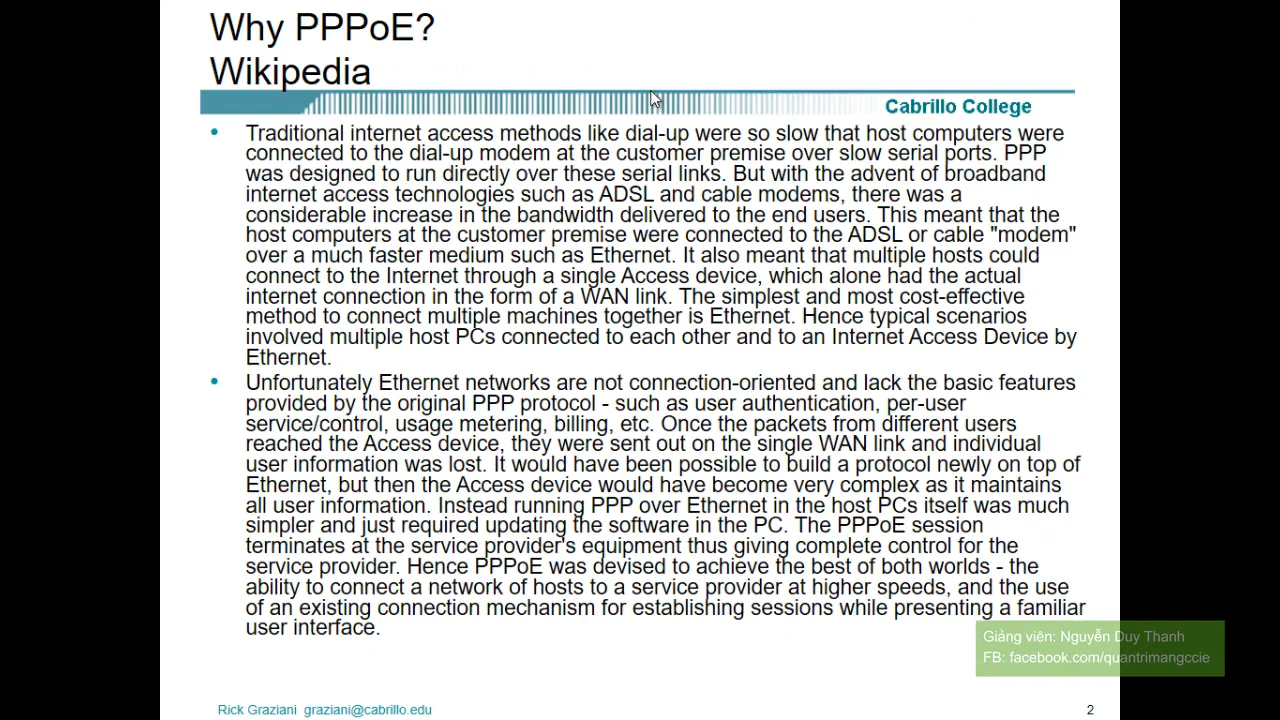 Why PPPoE?
Wikipedia
Cabrillo College
• Traditional internet access methods like dial-up were so slow that host computers were
connected to the dial-up modem at the customer premise over slow serial ports. PPP
was designed to run directly over these serial links. But with the advent of broadband
internet access technologies such as ADSL and cable modems, there was a
considerable increase in the bandwidth delivered to the end users. This meant that the
host computers at the customer premise were connected to the ADSL or cable "modem"
over a much faster medium such as Ethernet. It also meant that multiple hosts could
connect to the Internet through a single Access device, which alone had the actual
internet connection in the form of a WAN link. The simplest and most cost-effective
method to connect multiple machines together is Ethernet. Hence typical scenarios
involved multiple host PCs connected to each other and to an Internet Access Device by
Ethernet.
• Unfortunately Ethernet networks are not connection-oriented and lack the basic features
provided by the original PPP protocol - such as user authentication, per-user
service/control, usage metering, billing, etc. Once the packets from different users
reached the Access device, they were sent out on the single WAN link and individual
user information was lost. It would have been possible to build a protocol newly on top of
Ethernet, but then the Access device would have become very complex as it maintains
all user information. Instead running PPP over Ethernet in the host PCs itself was much
simpler and just required updating the software in the PC. The PPPoE session
terminates at the service provider's equipment thus giving complete control for the
service provider. Hence PPPoE was devised to achieve the best of both worlds - the
ability to connect a network of hosts to a service provider at higher speeds, and the use
of an existing connection mechanism for establishing sessions while presenting a familiar
user interface.
Giảng viên: Nguyễn Duy Thanh
FB: facebook.com/quantrimangccie
Rick Graziani graziani@cabrillo.edu
2